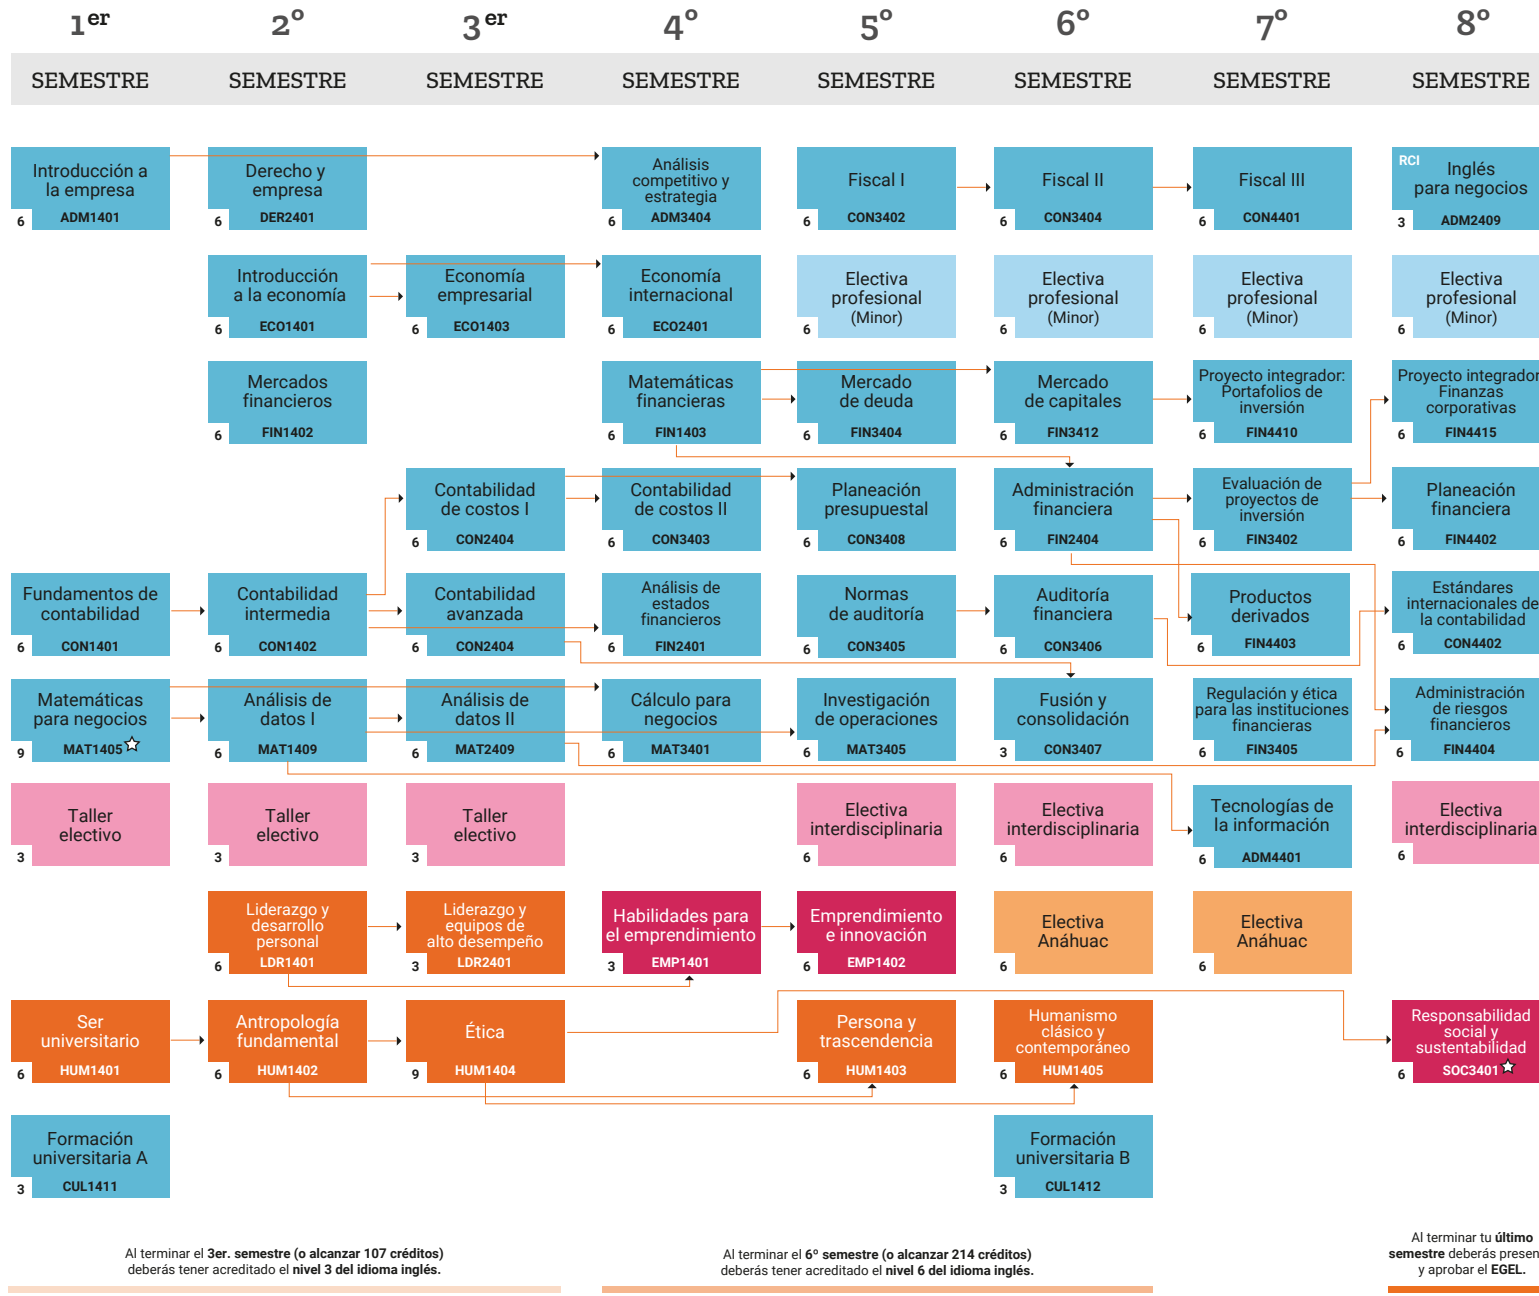 1er 2º 3er 4º 5º 6º 7º 8º
SEMESTRE SEMESTRE SEMESTRE SEMESTRE SEMESTRE SEMESTRE SEMESTRE SEMESTRE
Introducción a
la empresa
6 ADM1401
Derecho y
empresa
6 DER2401
Análisis
competitivo y
estrategia
6 ADM3404
Fiscal I
6 CON3402
Fiscal II
6 CON3404
Fiscal III
6 CON4401
RCI
Inglés
para negocios
3 ADM2409
Introducción
a la economía
6 ECO1401
Economía
empresarial
6 ECO1403
Economía
internacional
6 ECO2401
Electiva
profesional
(Minor)
6
Electiva
profesional
(Minor)
6
Electiva
profesional
(Minor)
6
Electiva
profesional
(Minor)
6
Mercados
financieros
6 FIN1402
Matemáticas
financieras
6 FIN1403
Mercado
de deuda
6 FIN3404
Mercado
de capitales
6 FIN3412
Proyecto integrador:
Portafolios de
inversión
6 FIN4410
Proyecto integrador
Finanzas
corporativas
6 FIN4415
Contabilidad
de costos I
6 CON2404
Contabilidad
de costos II
6 CON3403
Planeación
presupuestal
6 CON3408
Administración
financiera
6 FIN2404
Evaluación de
proyectos de
inversión
6 FIN3402
Planeación
financiera
6 FIN4402
Fundamentos de
contabilidad
6 CON1401
Contabilidad
intermedia
6 CON1402
Contabilidad
avanzada
6 CON2404
Análisis de
estados
financieros
6 FIN2401
Normas
de auditoría
6 CON3405
Auditoría
financiera
6 CON3406
Productos
derivados
6 FIN4403
Estándares
internacionales de
la contabilidad
6 CON4402
Matemáticas
para negocios
9 MAT1405
Análisis de
datos I
6 MAT1409
Análisis de
datos II
6 MAT2409
Cálculo para
negocios
6 MAT3401
Investigación
de operaciones
6 MAT3405
Fusión y
consolidación
3 CON3407
Regulación y ética
para las instituciones
financieras
6 FIN3405
Administración
de riesgos
financieros
6 FIN4404
Taller
electivo
3
Taller
electivo
3
Taller
electivo
3
Electiva
interdisciplinaria
6
Electiva
interdisciplinaria
6
Tecnologías de
la información
6 ADM4401
Electiva
interdisciplinaria
6
Liderazgo y
desarrollo
personal
6 LDR1401
Liderazgo y
equipos de
alto desempeño
3 LDR2401
Habilidades para
el emprendimiento
3 EMP1401
Emprendimiento
e innovación
6 EMP1402
Electiva
Anáhuac
6
Electiva
Anáhuac
6
Ser
universitario
6 HUM1401
Antropología
fundamental
6 HUM1402
Ética
9 HUM1404
Persona y
trascendencia
6 HUM1403
Humanismo
clásico y
contemporáneo
6 HUM1405
Responsabilidad
social y
sustentabilidad
6 SOC3401
Formación
universitaria A
3 CUL1411
Formación
universitaria B
3 CUL1412
Al terminar el 3er. semestre (o alcanzar 107 créditos)
deberás tener acreditado el nivel 3 del idioma inglés.
Al terminar el 6º semestre (o alcanzar 214 créditos)
deberás tener acreditado el nivel 6 del idioma inglés.
Al terminar tu último
semestre deberás presen
y aprobar el EGEL.